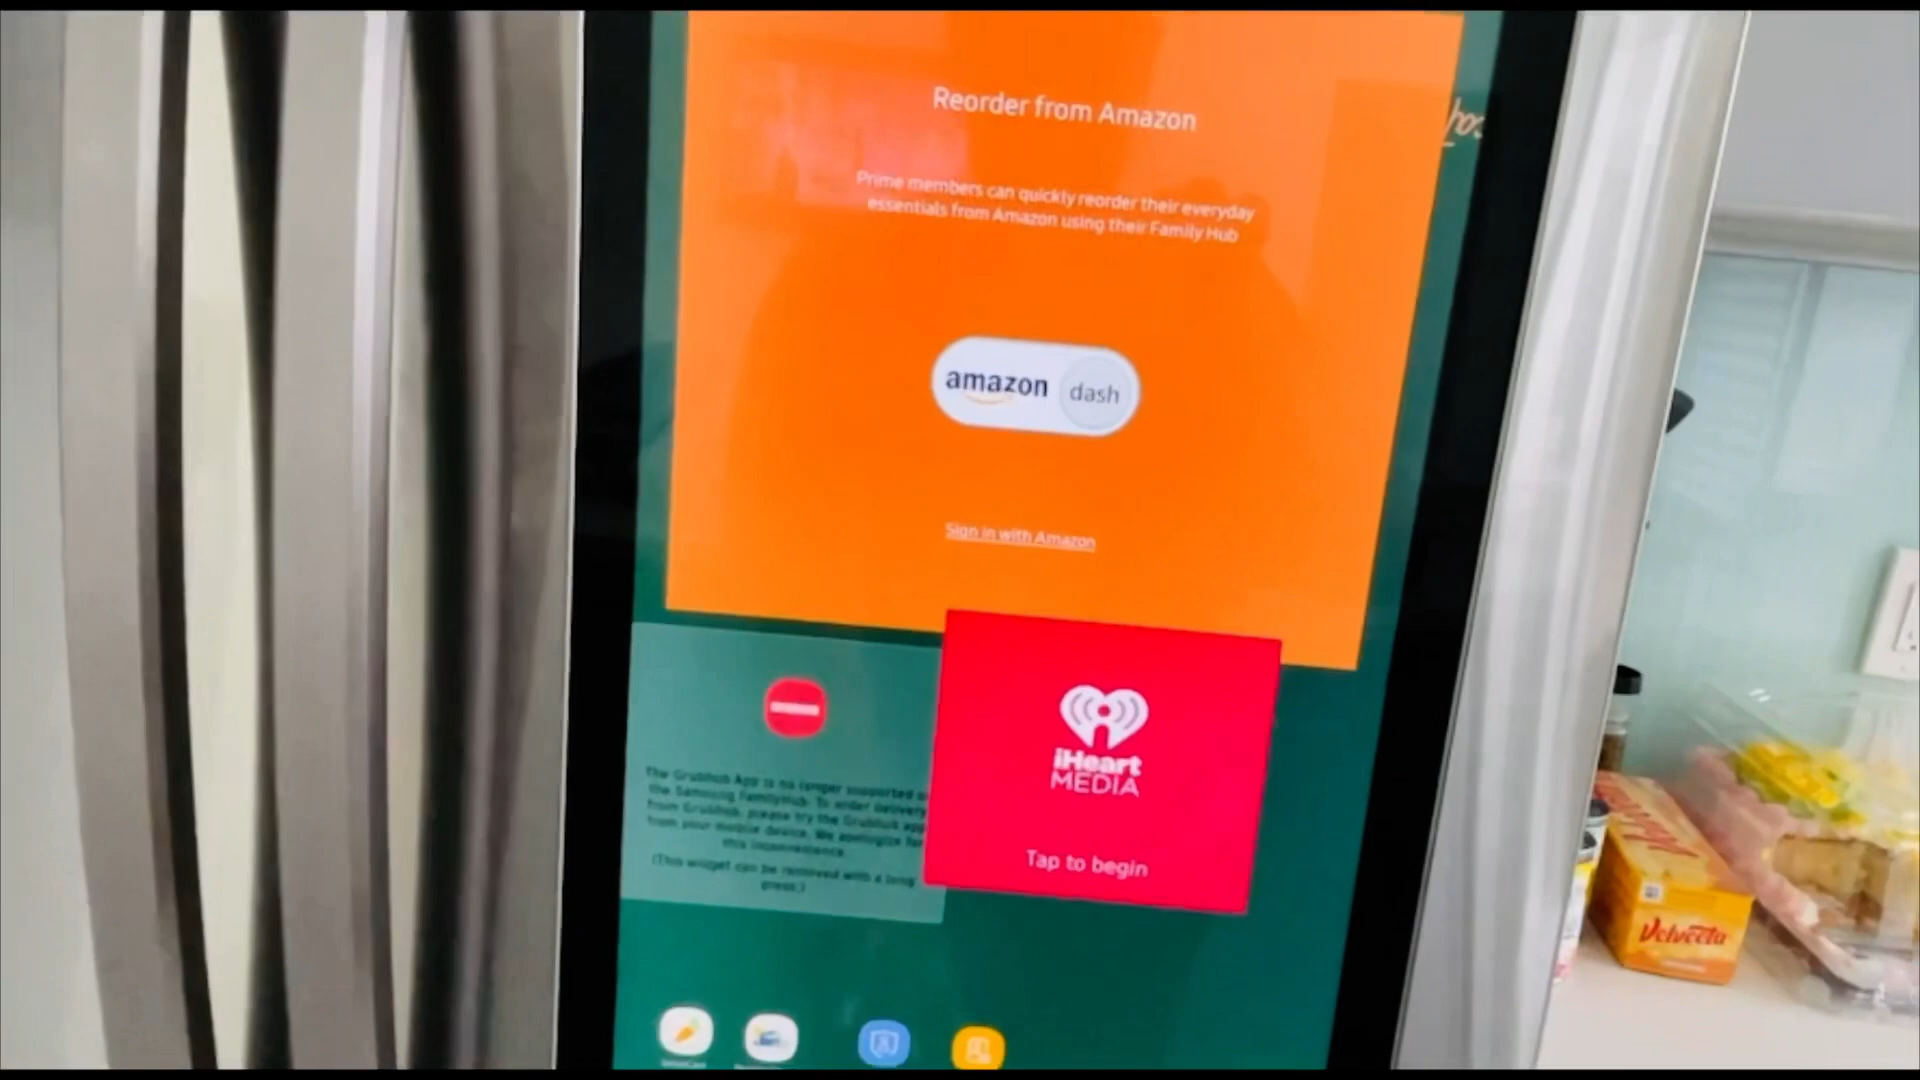 Reorder from Amazon
Prime members can quickly reorder their everyday
essentials from Amazon using their Family Hub
amazon dash
Sign in with Amazon
The Grubhub App is no longer supported
the Samsung FamilyHub. To order delivery
from Grubhub, please try the Grubhub app
from your mobile device. We apologize for
this inconvenience.
(This widget can be removed with a long
press.)
iHeart
MEDIA
Tap to begin
Velveeta